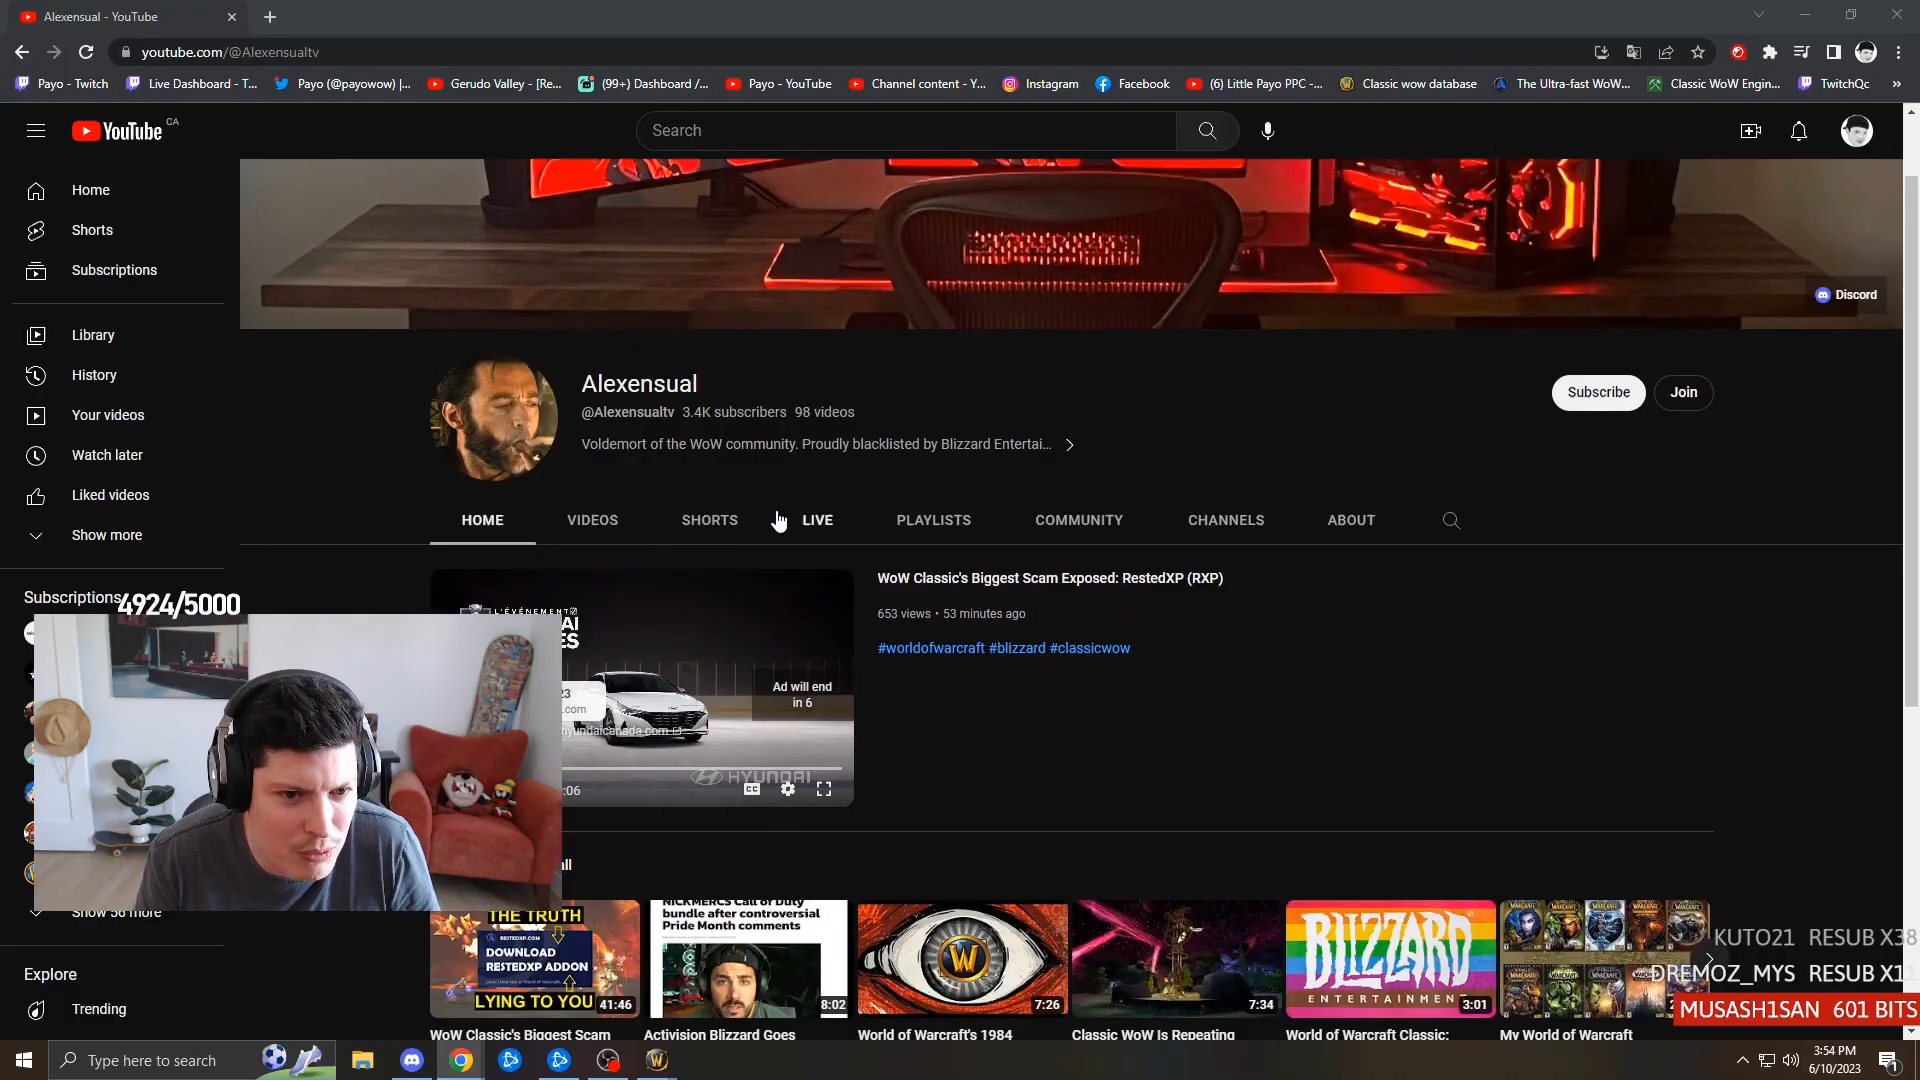 Alexensual - YouTube
youtube.com/@Alexensualtv
Payo - Twitch
Live Dashboard - T...
Payo (@payowow) |...
Gerudo Valley - [Re...
(99+) Dashboard /...
Payo - YouTube
Channel content - Y...
Instagram
Facebook
(6) Little Payo PPC -...
Classic wow database
The Ultra-fast WoW...
Classic WoW Engin...
TwitchQc
YouTube CA
Search
Home
Shorts
Subscriptions
Library
History
Your videos
Watch later
Liked videos
Show more
Subscriptions
4924/5000
Explore
Trending
Discord
Alexensual
@Alexensualtv 3.4K subscribers 98 videos
Voldemort of the WoW community. Proudly blacklisted by Blizzard Entertai...
Subscribe
Join
HOME
VIDEOS
SHORTS
LIVE
PLAYLISTS
COMMUNITY
CHANNELS
ABOUT
L'ÉVÉNEMENT
Ad will end
in 6
hyundaicanada.com
HYUNDAI
WoW Classic's Biggest Scam Exposed: RestedXP (RXP)
653 views • 53 minutes ago
#worldofwarcraft #blizzard #classicwow
THE TRUTH
RESTEDXP.COM
DOWNLOAD
RESTEDXP ADDON
LYING TO YOU
41:46
WoW Classic's Biggest Scam
NICKMERCS Call of Duty
bundle after controversial
Pride Month comments
8:02
Activision Blizzard Goes
7:26
World of Warcraft's 1984
7:34
Classic WoW Is Repeating
BLIZZARD
ENTERTAINMENT
3:01
World of Warcraft Classic:
My World of Warcraft
KUTO21 RESUB X38
DREMOZ_MYS RESUB X1
MUSASH1SAN 601 BITS
Type here to search
3:54 PM
6/10/2023